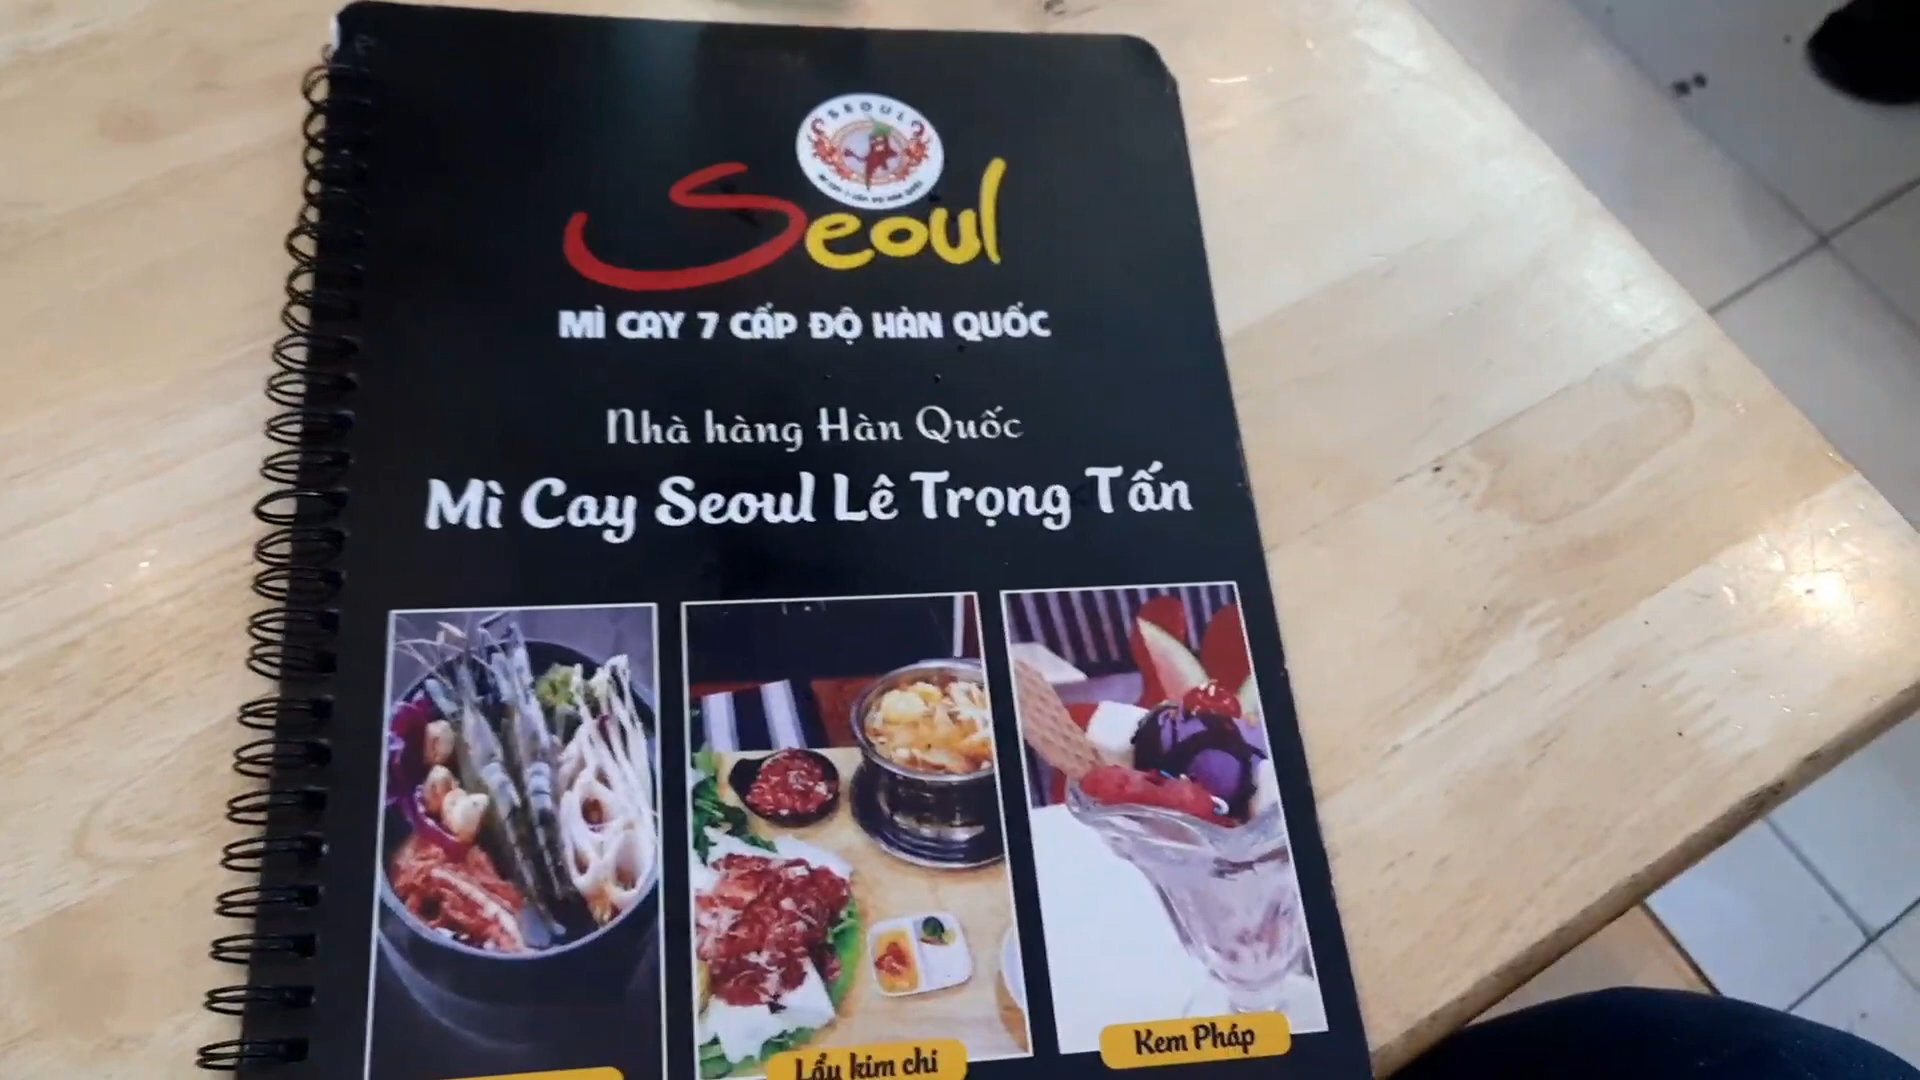 SEOUL
Seoul
MÌ CAY 7 CẤP ĐỘ HÀN QUỐC
Nhà hàng Hàn Quốc
Mì Cay Seoul Lê Trọng Tấn
Lẩu kim chi
Kem Pháp